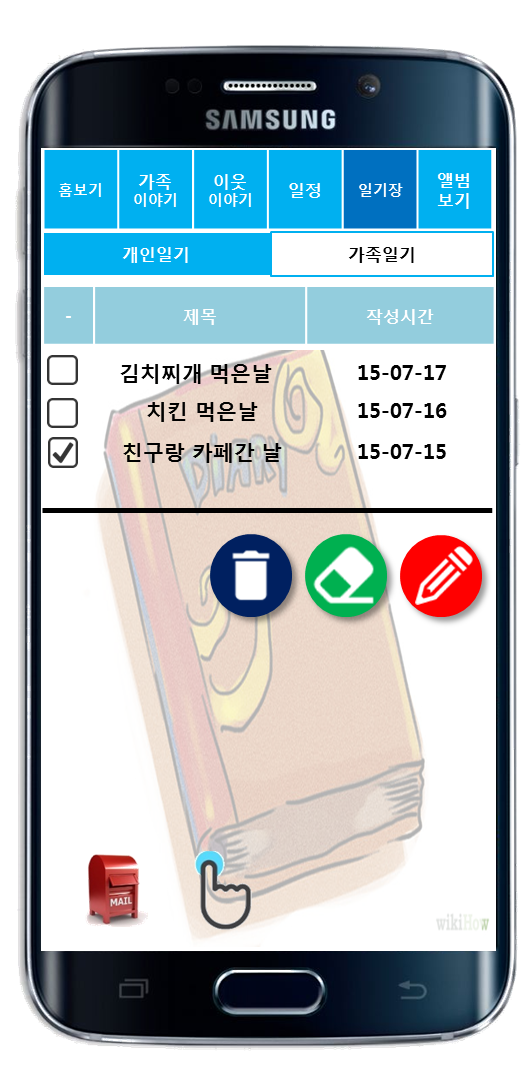 SAMSUNG
홈보기
가족
이야기
이웃
이야기
일정
일기장
앨범
보기
개인일기 가족일기
- 제목 작성시간
김치찌개 먹은날 15-07-17
치킨 먹은날 15-07-16
친구랑 카페간 날 15-07-15
DIARY
MAIL
wikiHow